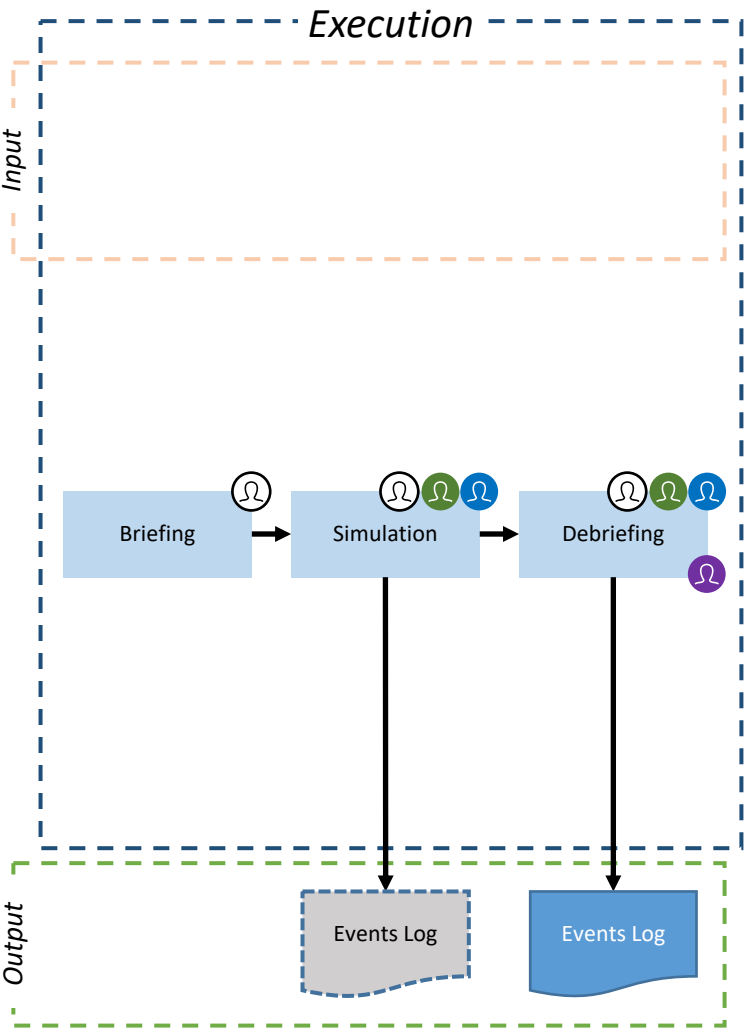 Execution
Input
Briefing
Simulation
Debriefing
Output
Events Log
Events Log